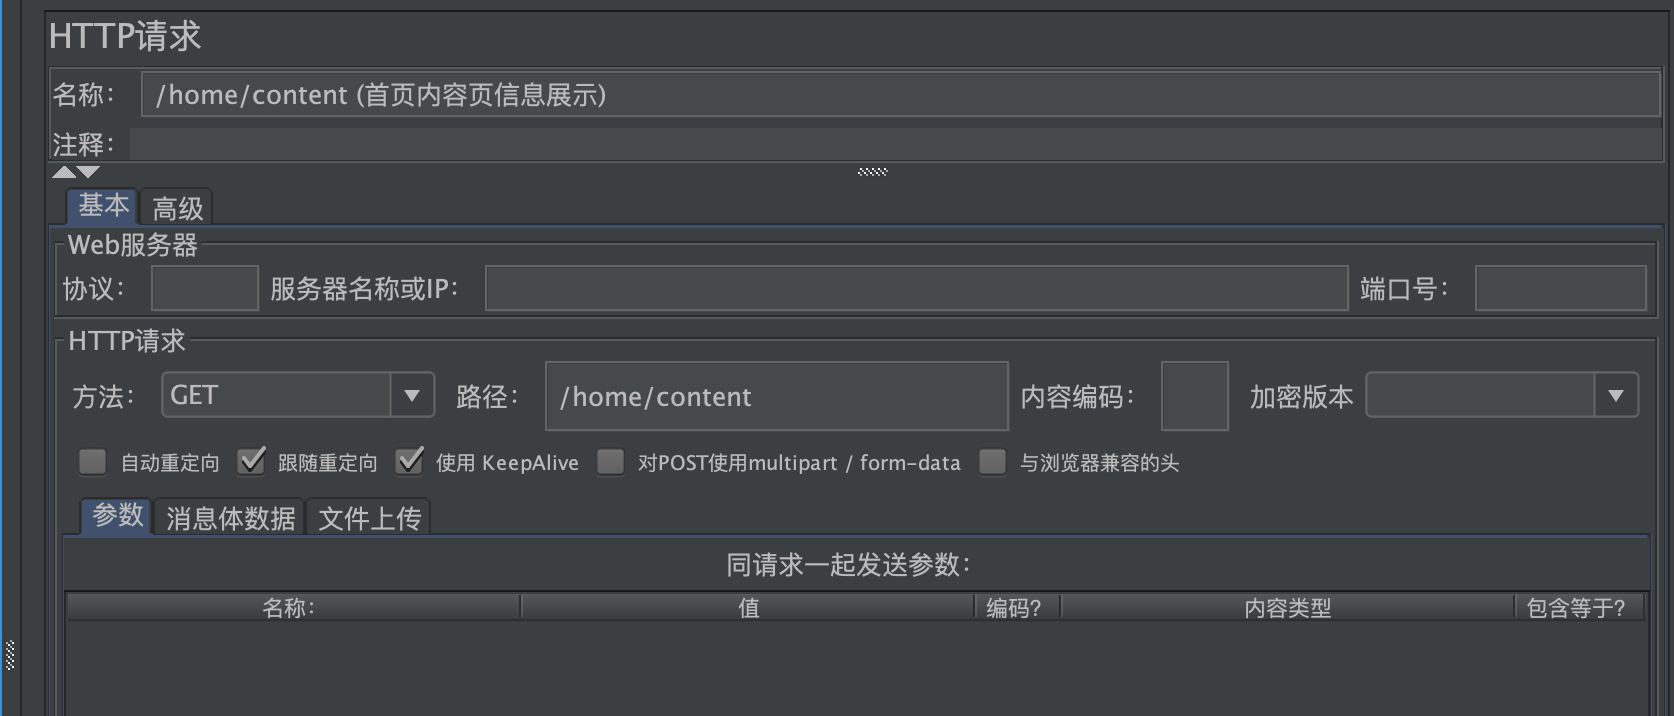 HTTP请求
名称： /home/content (首页内容页信息展示)
注释：
基本 高级
Web服务器
协议： 服务器名称或IP： 端口号：
HTTP请求
方法： GET 路径： /home/content 内容编码： 加密版本
自动重定向 跟随重定向 使用 KeepAlive 对POST使用multipart / form-data 与浏览器兼容的头
参数 消息体数据 文件上传
同请求一起发送参数：
名称： 值 编码? 内容类型 包含等于?